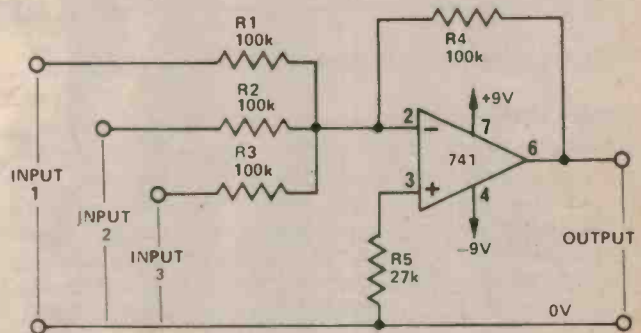 R1
100k
R2
100k
R3
100k
R4
100k
+9V
2
−
7
741
6
3
+
4
−9V
R5
27k
INPUT
1
INPUT
2
INPUT
3
OUTPUT
0V